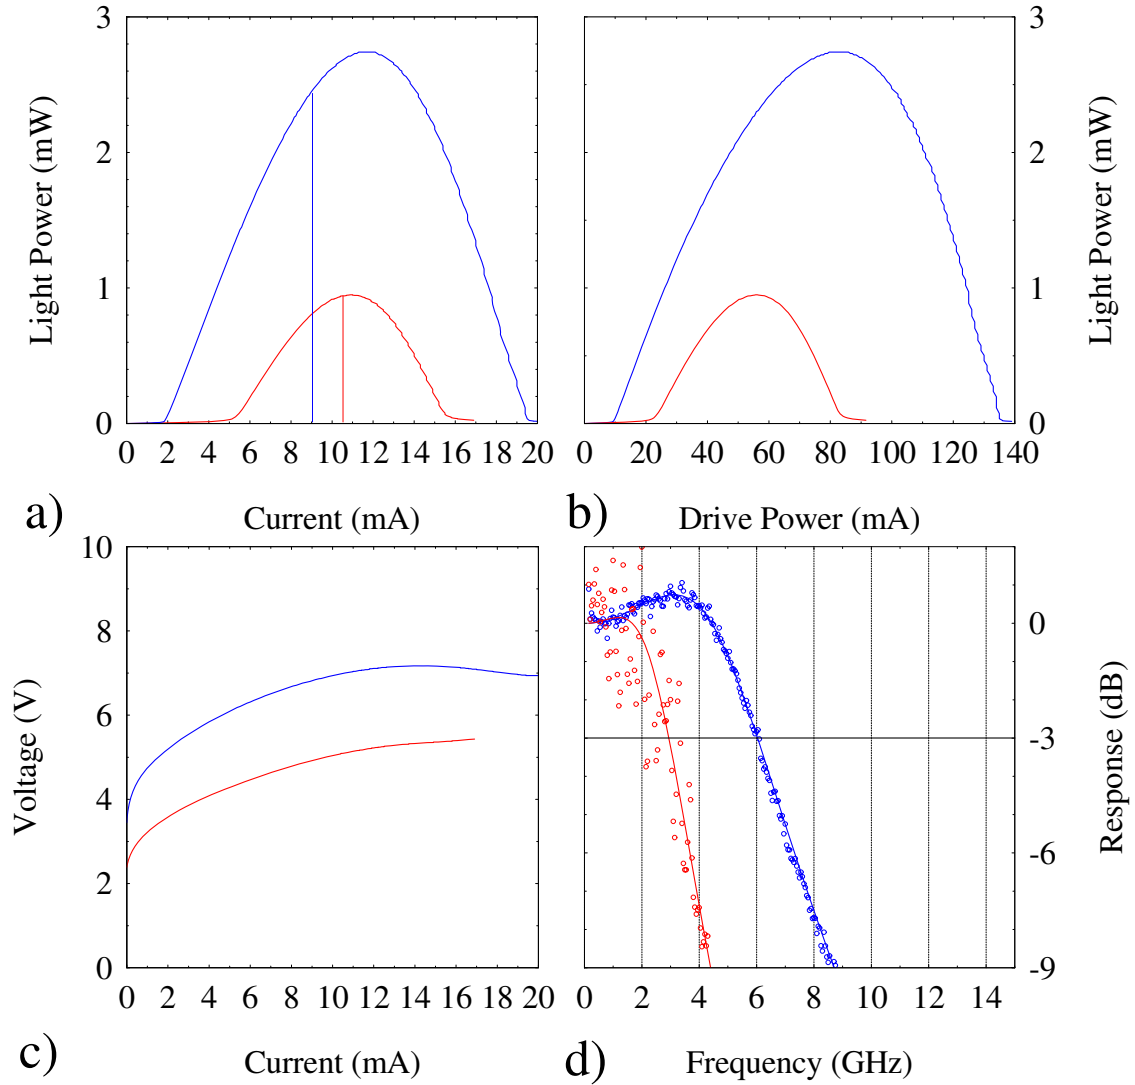 3
2
1
0
Light Power (mW)
0 2 4 6 8 10 12 14 16 18 20
a)
Current (mA)
3
2
1
0
Light Power (mW)
0 20 40 60 80 100 120 140
b)
Drive Power (mA)
10
8
6
4
2
0
Voltage (V)
0 2 4 6 8 10 12 14 16 18 20
c)
Current (mA)
0
-3
-6
-9
Response (dB)
0 2 4 6 8 10 12 14
d)
Frequency (GHz)